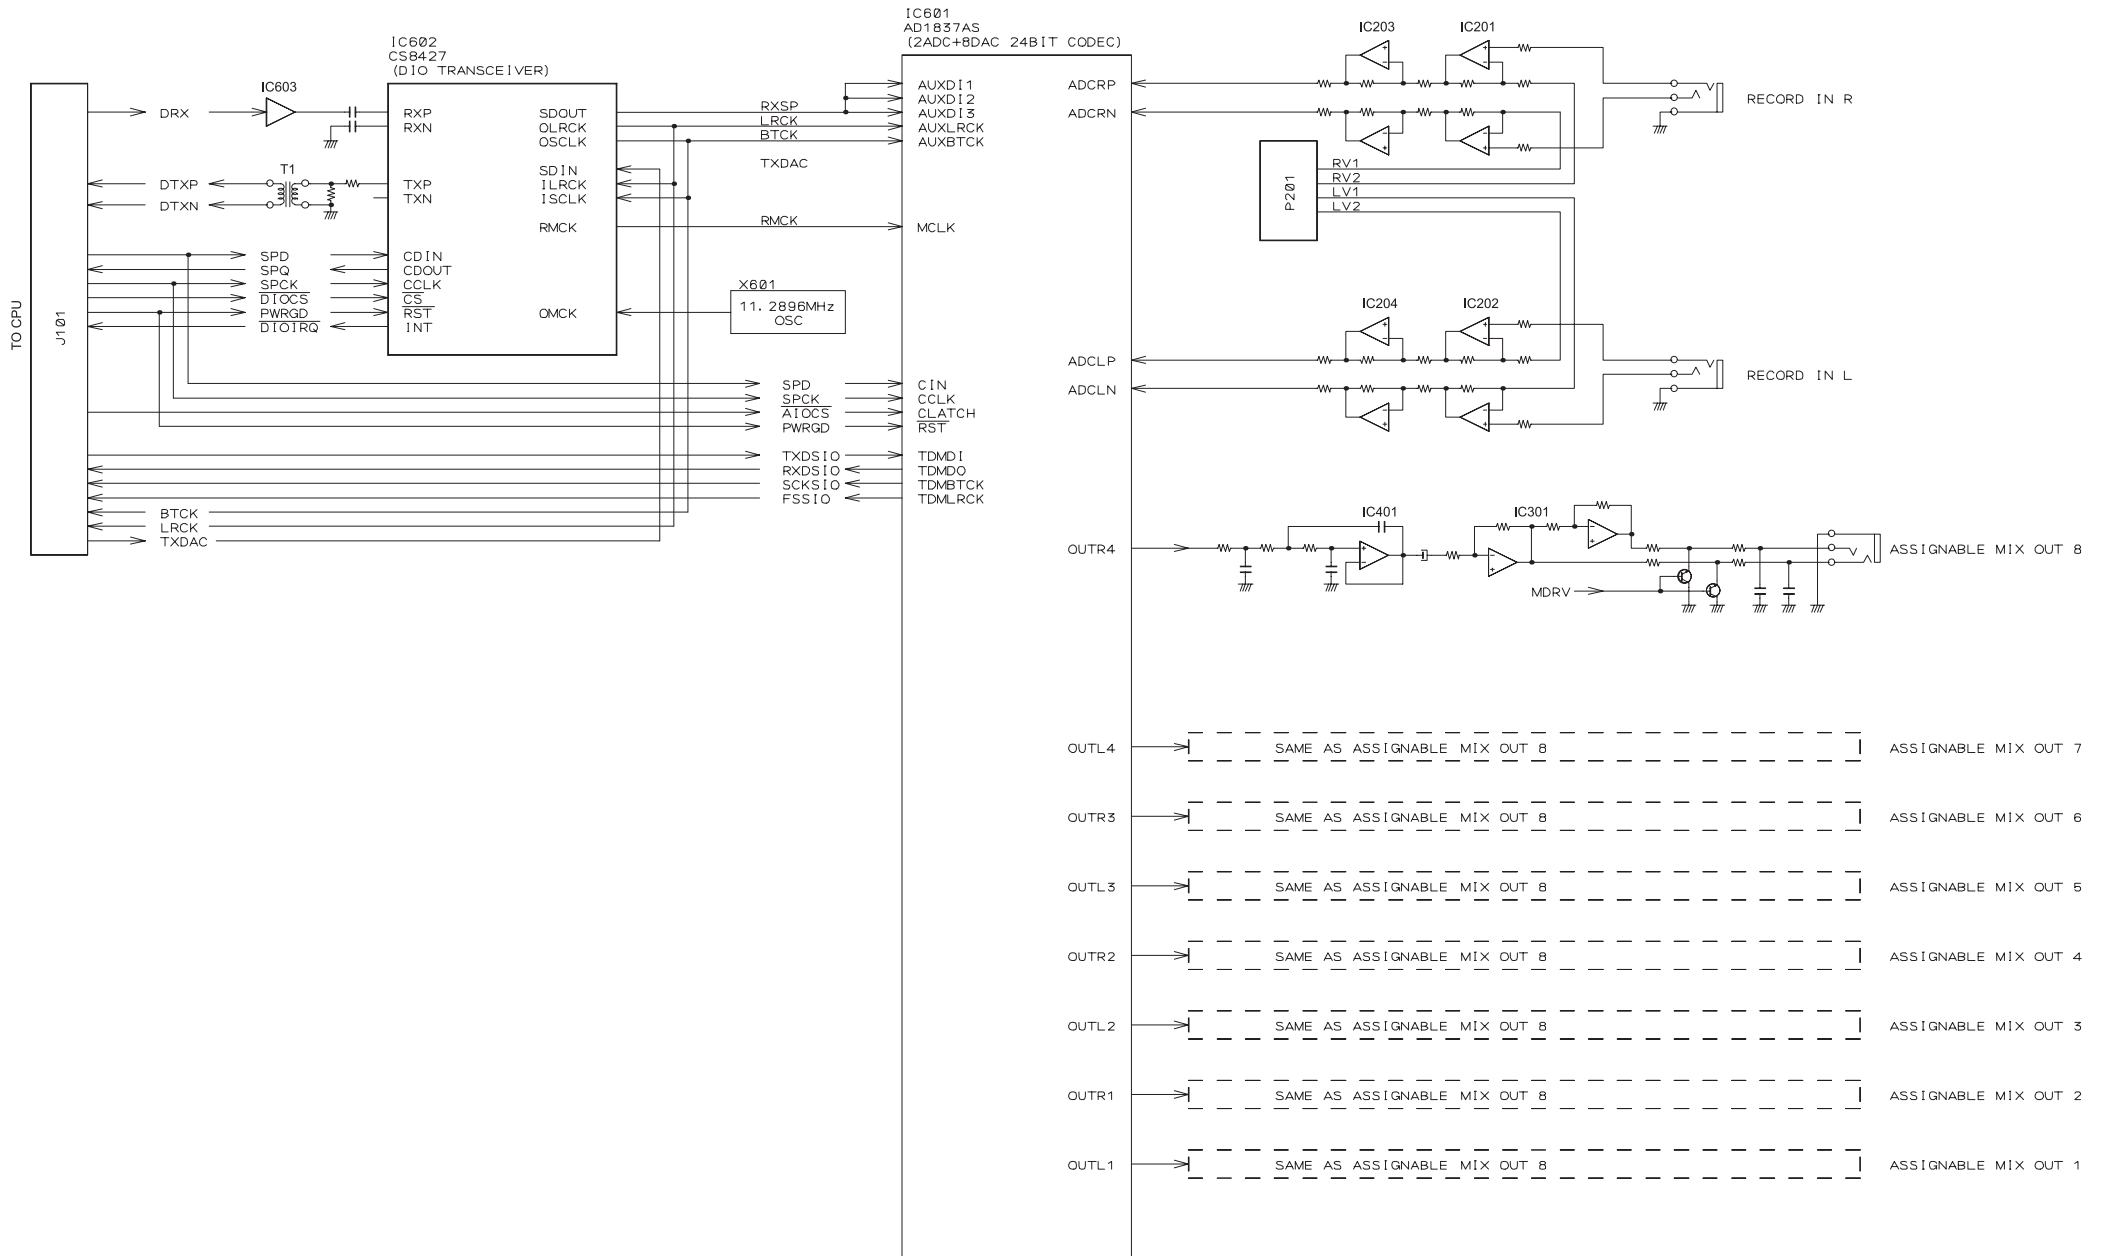 IC601
AD1837AS
(2ADC+8DAC 24BIT CODEC)
IC602
CS8427
(DIO TRANSCEIVER)
IC603
IC203
IC201
TO CPU
J101
DRX
RXP
RXN
SDOUT
OLRCK
OSCLK
RXSP
LRCK
BTCK
TXDAC
AUXDI1
AUXDI2
AUXDI3
AUXLRCK
AUXBTCK
ADCRP
ADCRN
RECORD IN R
T1
DTXP
DTXN
TXP
TXN
SDIN
ILRCK
ISCLK
P201
RV1
RV2
LV1
LV2
RMCK
RMCK
MCLK
SPD
SPQ
SPCK
DIOCS
PWRGD
DIOIRQ
CDIN
CDOUT
CCLK
CS
RST
INT
OMCK
X601
11.2896MHz
OSC
IC204
IC202
ADCLP
ADCLN
RECORD IN L
SPD
SPCK
AIOCS
PWRGD
CIN
CCLK
CLATCH
RST
TXDSIO
RXDSIO
SCKSIO
FSSIO
TDMDI
TDMDO
TDMBTCK
TDMLRCK
BTCK
LRCK
TXDAC
IC401
IC301
OUTR4
MDRV
ASSIGNABLE MIX OUT 8
OUTL4
SAME AS ASSIGNABLE MIX OUT 8
ASSIGNABLE MIX OUT 7
OUTR3
SAME AS ASSIGNABLE MIX OUT 8
ASSIGNABLE MIX OUT 6
OUTL3
SAME AS ASSIGNABLE MIX OUT 8
ASSIGNABLE MIX OUT 5
OUTR2
SAME AS ASSIGNABLE MIX OUT 8
ASSIGNABLE MIX OUT 4
OUTL2
SAME AS ASSIGNABLE MIX OUT 8
ASSIGNABLE MIX OUT 3
OUTR1
SAME AS ASSIGNABLE MIX OUT 8
ASSIGNABLE MIX OUT 2
OUTL1
SAME AS ASSIGNABLE MIX OUT 8
ASSIGNABLE MIX OUT 1